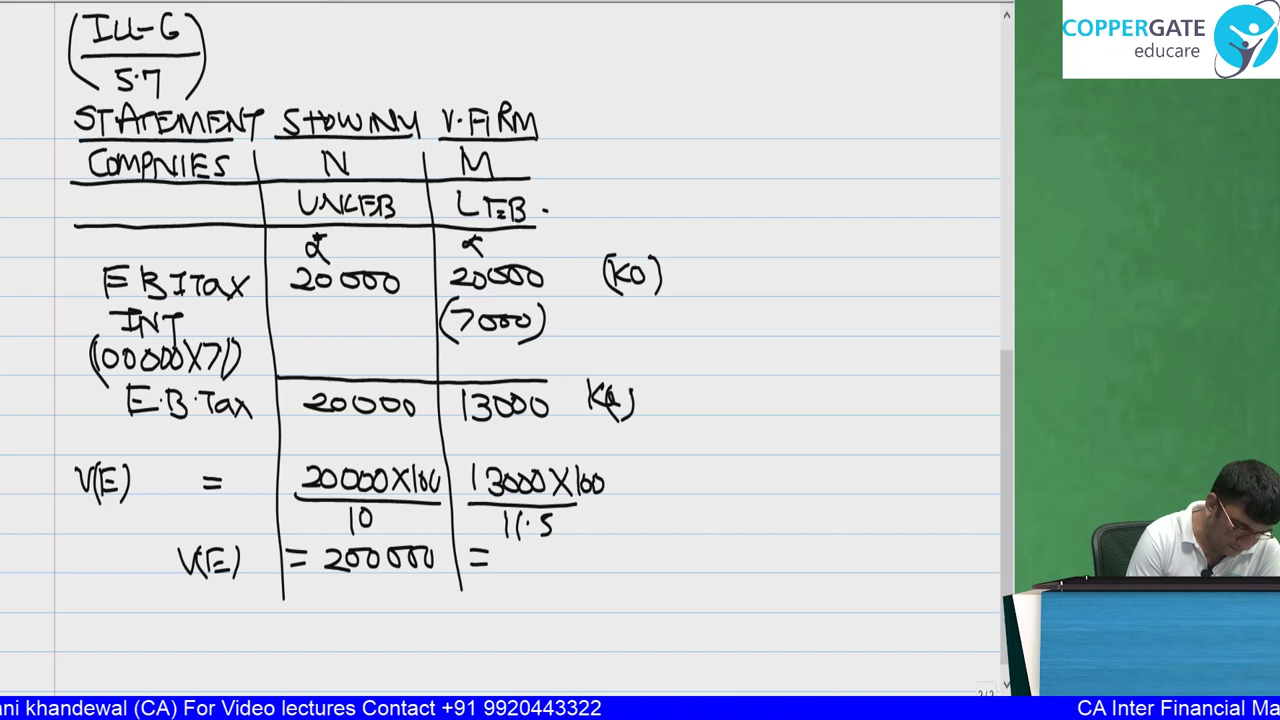 (Ill-6
5.7)
STATEMENT SHOWING V.FIRM
COMPNIES N M
UNLEB LEB.
EBITax 20000 20000 (K0)
INT (7000)
(100000X7%)
E.B.Tax 20000 13000
V(E) = 20000X100 13000X100
10 11.5
V(E) = 200000 =
COPPERGATE
educare
ni khandewal (CA) For Video lectures Contact +91 9920443322
CA Inter Financial Ma